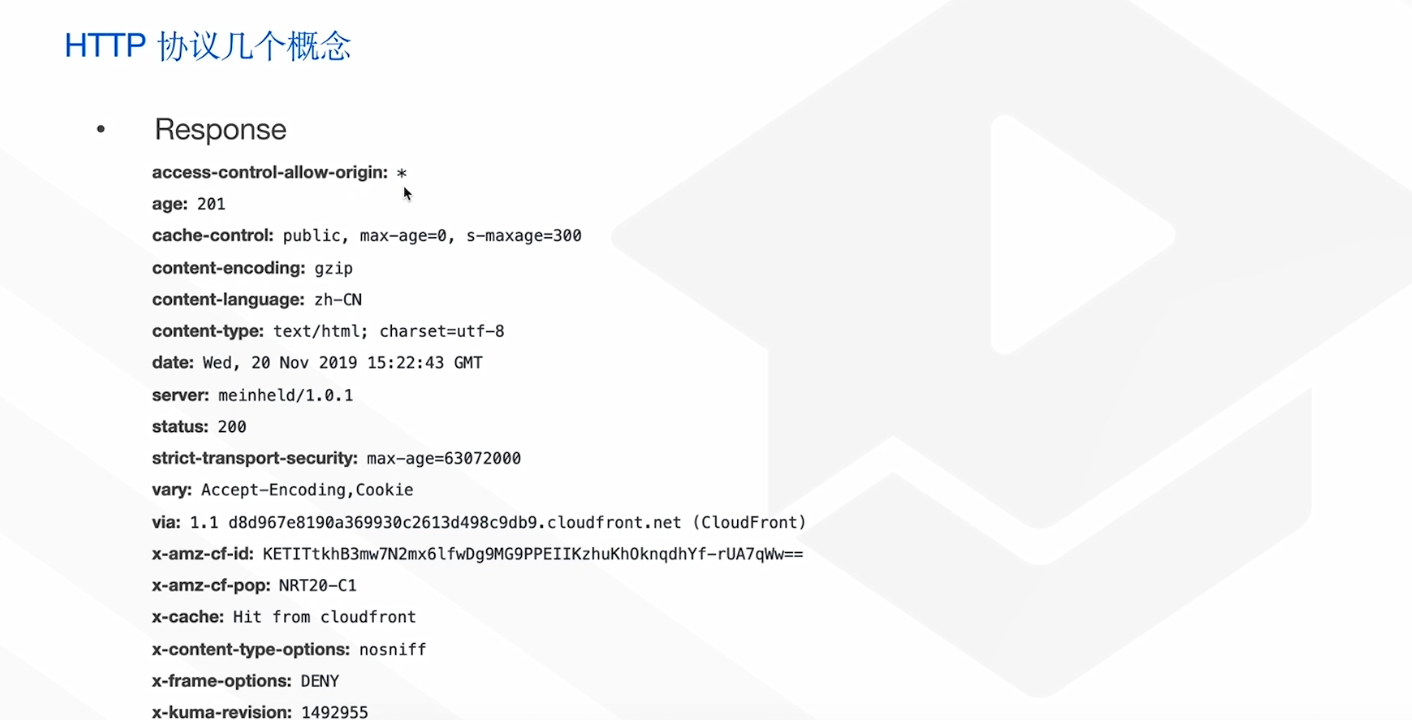 HTTP 协议几个概念
• Response
access-control-allow-origin: *
age: 201
cache-control: public, max-age=0, s-maxage=300
content-encoding: gzip
content-language: zh-CN
content-type: text/html; charset=utf-8
date: Wed, 20 Nov 2019 15:22:43 GMT
server: meinheld/1.0.1
status: 200
strict-transport-security: max-age=63072000
vary: Accept-Encoding,Cookie
via: 1.1 d8d967e8190a369930c2613d498c9db9.cloudfront.net (CloudFront)
x-amz-cf-id: KETITtkhB3mw7N2mx6lfwDg9MG9PPEIIKzhuKhOknqdhYf-rUA7qWw==
x-amz-cf-pop: NRT20-C1
x-cache: Hit from cloudfront
x-content-type-options: nosniff
x-frame-options: DENY
x-kuma-revision: 1492955